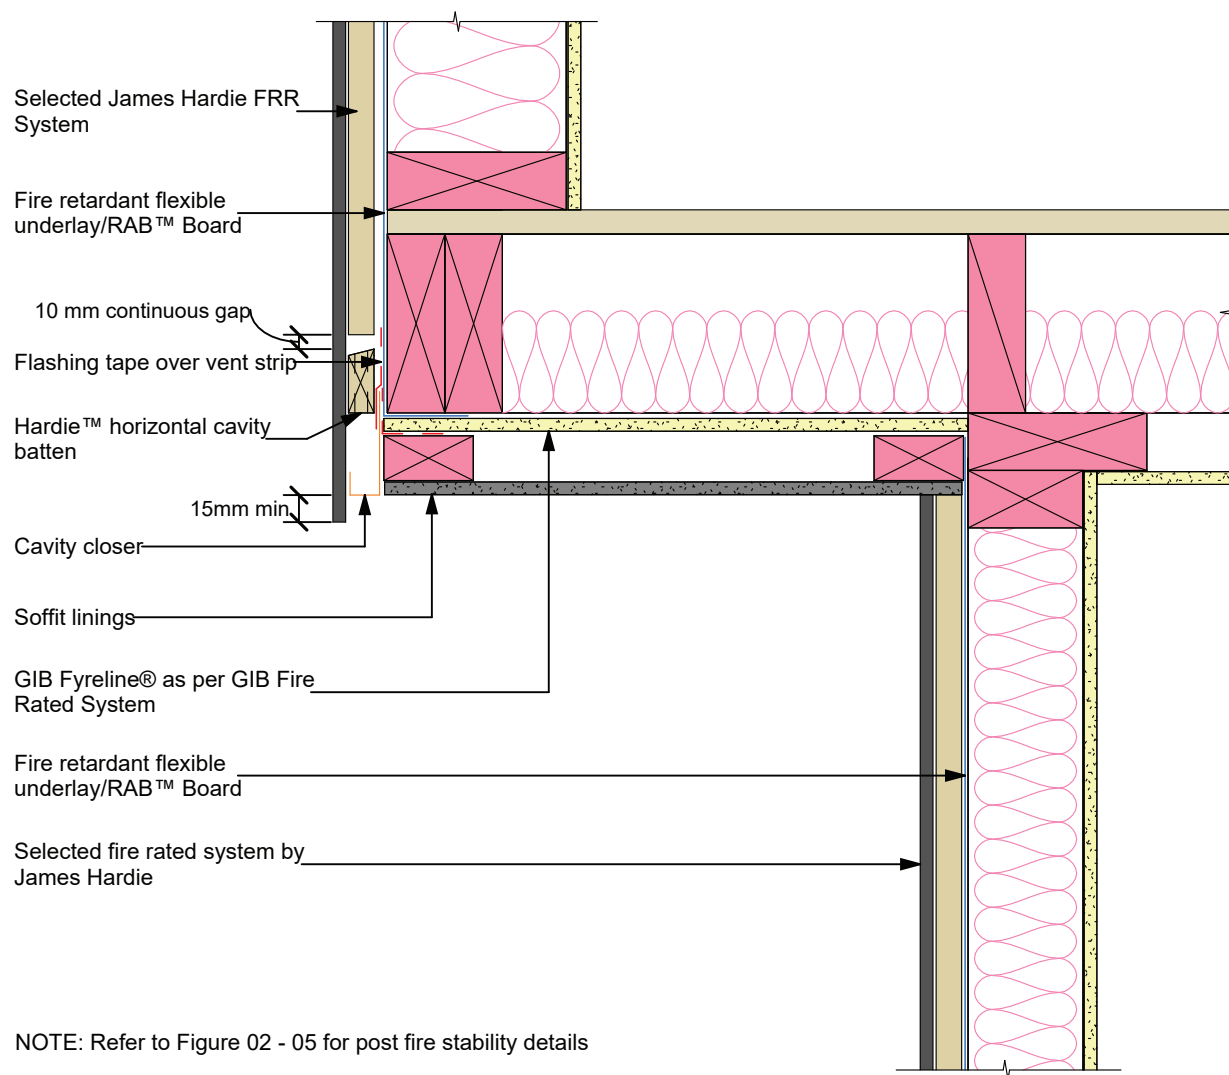 Selected James Hardie FRR
System
Fire retardant flexible
underlay/RAB™ Board
10 mm continuous gap
Flashing tape over vent strip
Hardie™ horizontal cavity
batten
15mm min
Cavity closer
Soffit linings
GIB Fyreline® as per GIB Fire
Rated System
Fire retardant flexible
underlay/RAB™ Board
Selected fire rated system by
James Hardie
NOTE: Refer to Figure 02 - 05 for post fire stability details